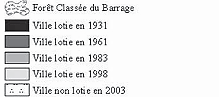 Forêt Classée du Barrage
Ville lotie en 1931
Ville lotie en 1961
Ville lotie en 1983
Ville lotie en 1998
Ville non lotie en 2003